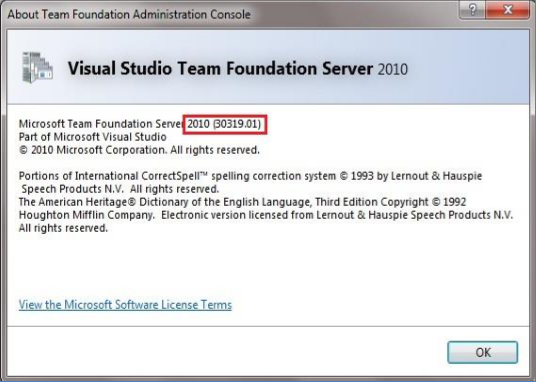 About Team Foundation Administration Console
Visual Studio Team Foundation Server 2010
Microsoft Team Foundation Server 2010 (30319.01)
Part of Microsoft Visual Studio
© 2010 Microsoft Corporation. All rights reserved.
Portions of International CorrectSpell™ spelling correction system © 1993 by Lernout & Hauspie
Speech Products N.V. All rights reserved.
The American Heritage® Dictionary of the English Language, Third Edition Copyright © 1992
Houghton Mifflin Company. Electronic version licensed from Lernout & Hauspie Speech Products N.V.
All rights reserved.
View the Microsoft Software License Terms
OK